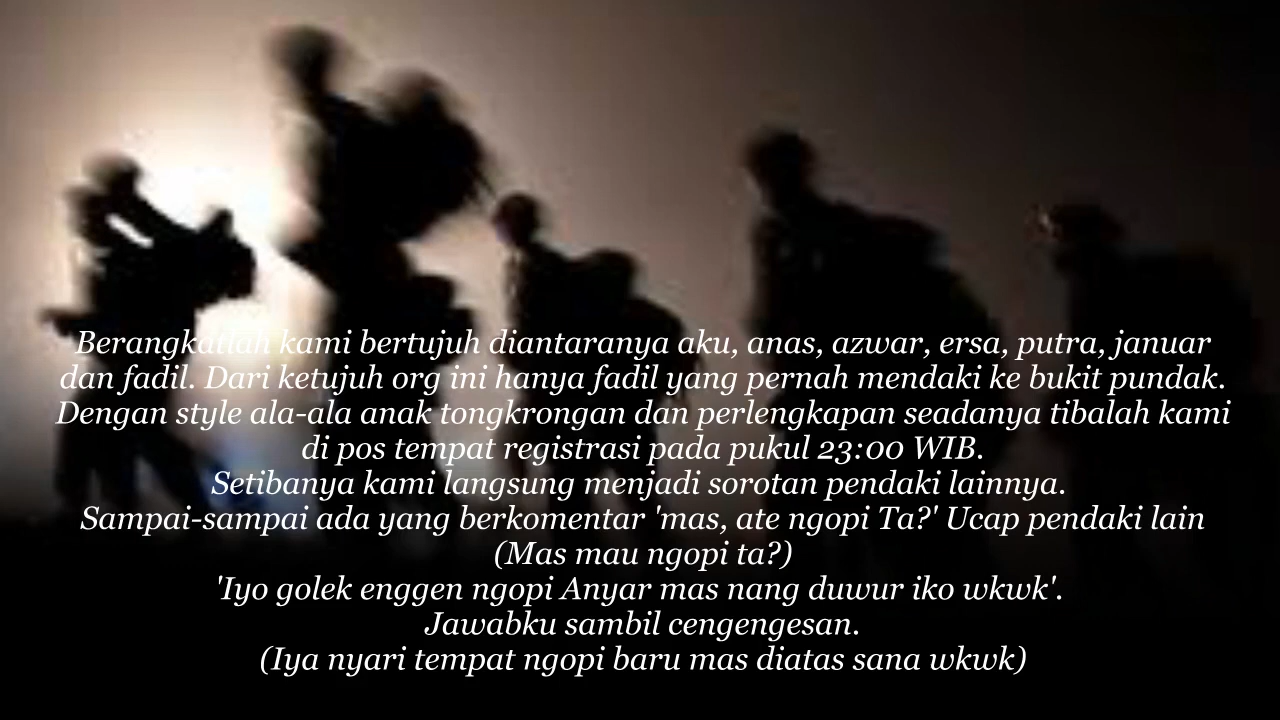 Berangkatlah kami bertujuh diantaranya aku, anas, azwar, ersa, putra, januar
dan fadil. Dari ketujuh org ini hanya fadil yang pernah mendaki ke bukit pundak.
Dengan style ala-ala anak tongkrongan dan perlengkapan seadanya tibalah kami
di pos tempat registrasi pada pukul 23:00 WIB.
Setibanya kami langsung menjadi sorotan pendaki lainnya.
Sampai-sampai ada yang berkomentar 'mas, ate ngopi Ta?' Ucap pendaki lain
(Mas mau ngopi ta?)
'Iyo golek enggen ngopi Anyar mas nang duwur iko wkwk'.
Jawabku sambil cengengesan.
(Iya nyari tempat ngopi baru mas diatas sana wkwk)